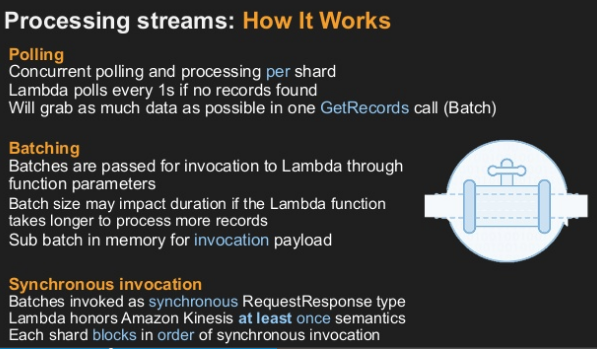 Processing streams: How It Works
Polling
Concurrent polling and processing per shard
Lambda polls every 1s if no records found
Will grab as much data as possible in one GetRecords call (Batch)
Batching
Batches are passed for invocation to Lambda through
function parameters
Batch size may impact duration if the Lambda function
takes longer to process more records
Sub batch in memory for invocation payload
Synchronous invocation
Batches invoked as synchronous RequestResponse type
Lambda honors Amazon Kinesis at least once semantics
Each shard blocks in order of synchronous invocation